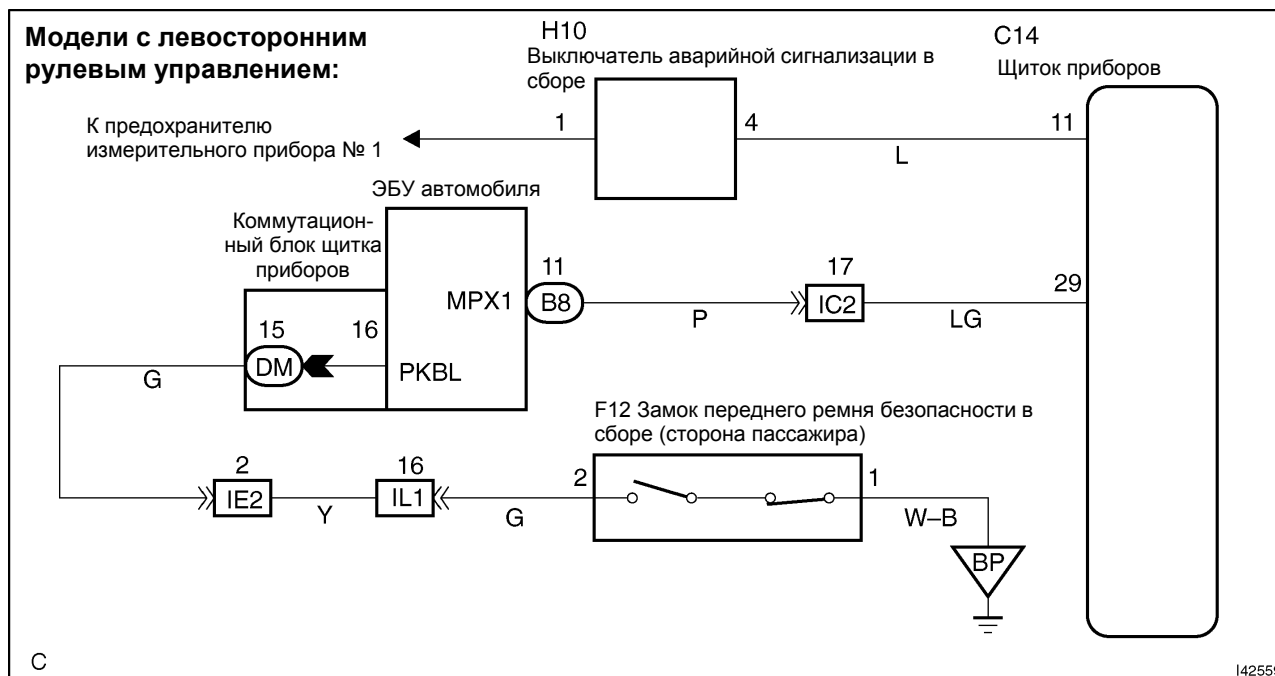 Модели с левосторонним
рулевым управлением:
H10
Выключатель аварийной сигнализации в
сборе
C14
Щиток приборов
К предохранителю
измерительного прибора № 1
1
4
11
L
ЭБУ автомобиля
Коммутацион-
ный блок щитка
приборов
MPX1
11
B8
P
17
IC2
LG
29
15
DM
16
PKBL
G
F12 Замок переднего ремня безопасности в
сборе (сторона пассажира)
2
IE2
Y
16
IL1
G
2
1
W–B
BP
C
I42559